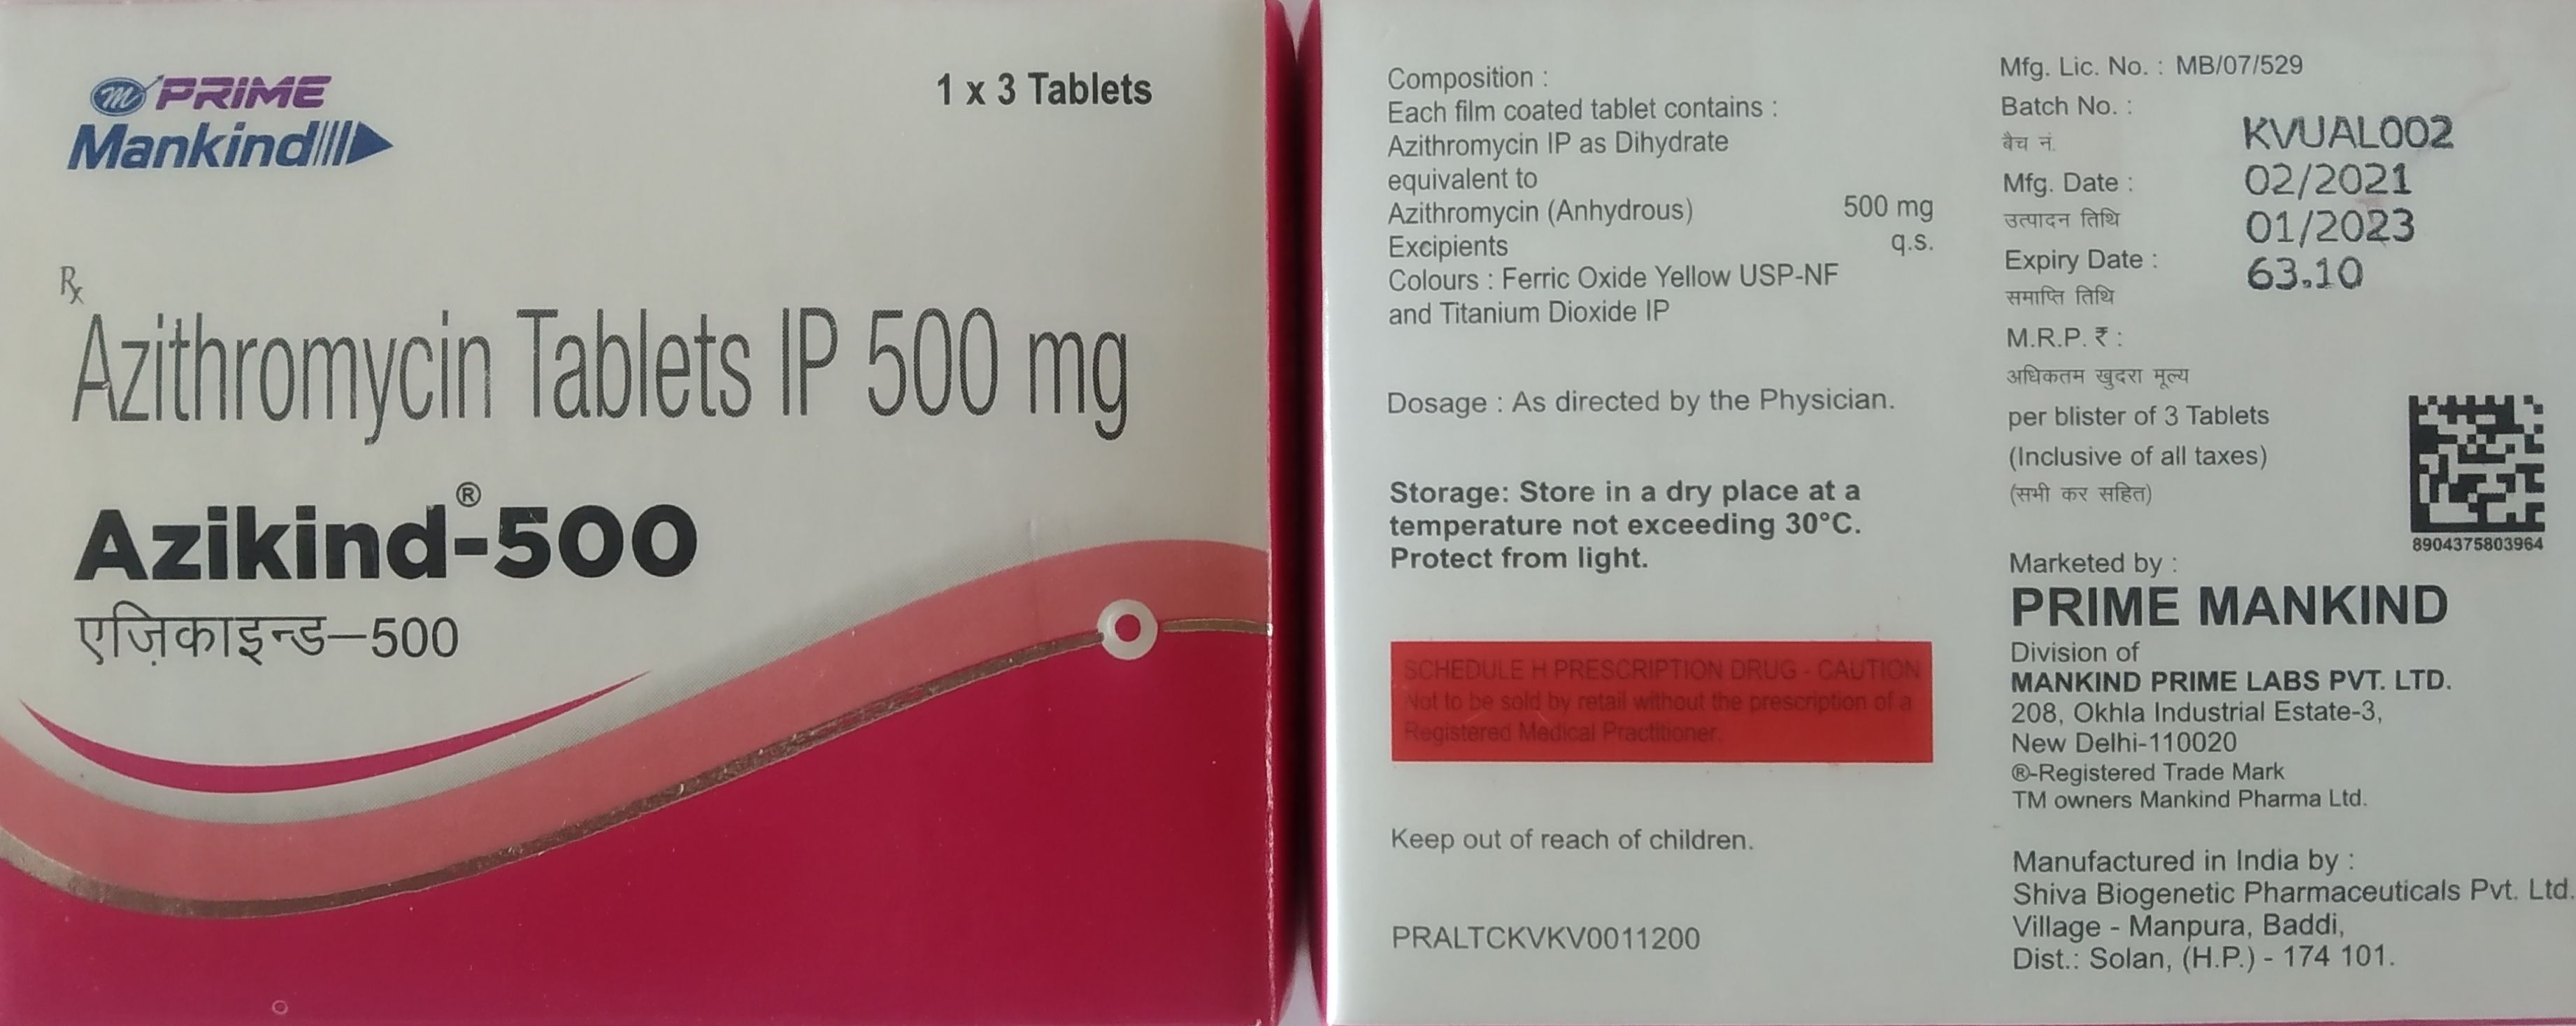 PRIME
Mankind
1 x 3 Tablets
Rx
Azithromycin Tablets IP 500 mg
Azikind®-500
एज़िकाइन्ड–500
Composition :
Each film coated tablet contains :
Azithromycin IP as Dihydrate
equivalent to
Azithromycin (Anhydrous) 500 mg
Excipients q.s.
Colours : Ferric Oxide Yellow USP-NF
and Titanium Dioxide IP
Dosage : As directed by the Physician.
Storage: Store in a dry place at a
temperature not exceeding 30°C.
Protect from light.
SCHEDULE H PRESCRIPTION DRUG - CAUTION
Not to be sold by retail without the prescription of a
Registered Medical Practitioner.
Keep out of reach of children.
PRALTCKVKV0011200
Mfg. Lic. No. : MB/07/529
Batch No. :
बैच नं. KVUAL002
Mfg. Date : 02/2021
उत्पादन तिथि 01/2023
Expiry Date : 63.10
समाप्ति तिथि
M.R.P. ₹ :
अधिकतम खुदरा मूल्य
per blister of 3 Tablets
(Inclusive of all taxes)
(सभी कर सहित)
8904375803964
Marketed by :
PRIME MANKIND
Division of
MANKIND PRIME LABS PVT. LTD.
208, Okhla Industrial Estate-3,
New Delhi-110020
®-Registered Trade Mark
TM owners Mankind Pharma Ltd.
Manufactured in India by :
Shiva Biogenetic Pharmaceuticals Pvt. Ltd.
Village - Manpura, Baddi,
Dist.: Solan, (H.P.) - 174 101.